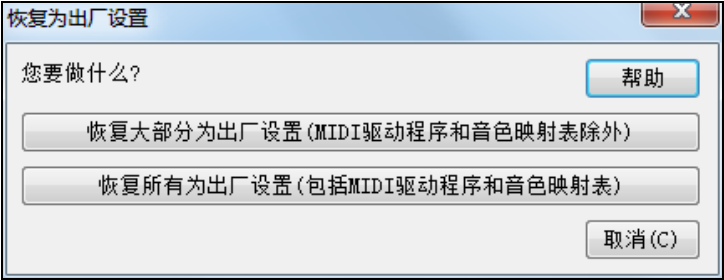 恢复为出厂设置
您要做什么?
帮助
恢复大部分为出厂设置(MIDI驱动程序和音色映射表除外)
恢复所有为出厂设置(包括MIDI驱动程序和音色映射表)
取消(C)